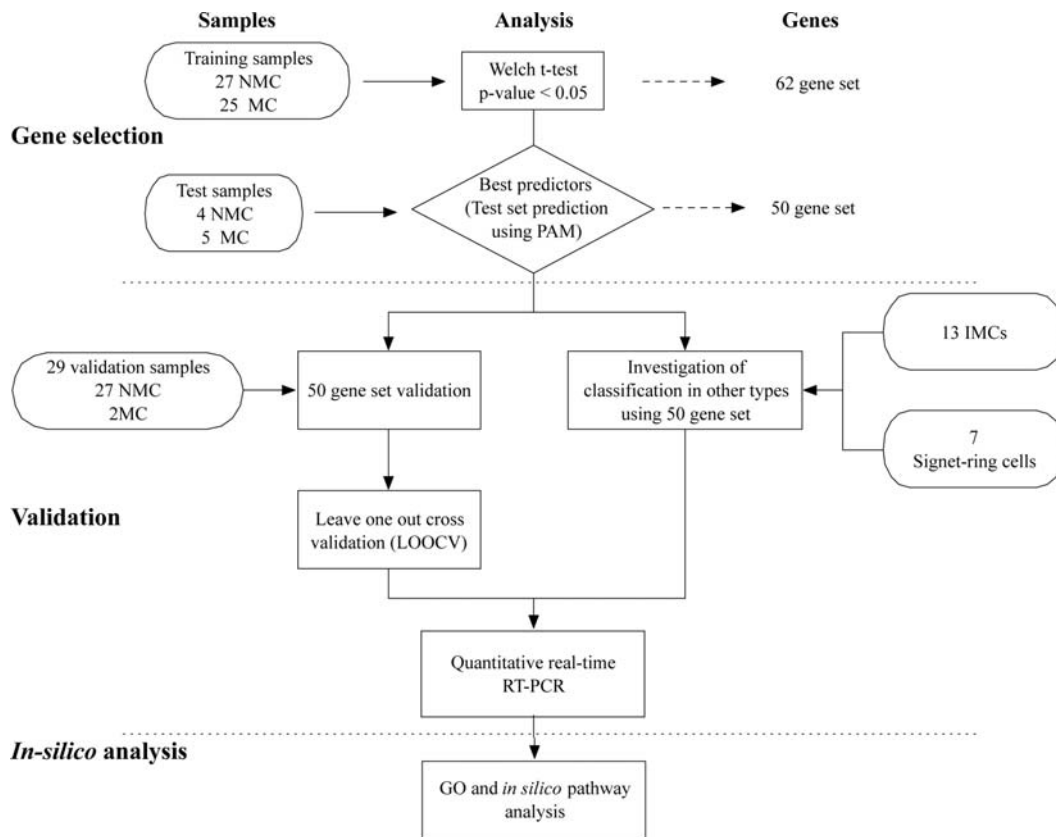 Samples
Analysis
Genes
Training samples
27 NMC
25 MC
Welch t-test
p-value < 0.05
62 gene set
Gene selection
Test samples
4 NMC
5 MC
Best predictors
(Test set prediction
using PAM)
50 gene set
29 validation samples
27 NMC
2MC
50 gene set validation
Investigation of
classification in other types
using 50 gene set
13 IMCs
7
Signet-ring cells
Validation
Leave one out cross
validation (LOOCV)
Quantitative real-time
RT-PCR
In-silico analysis
GO and in silico pathway
analysis